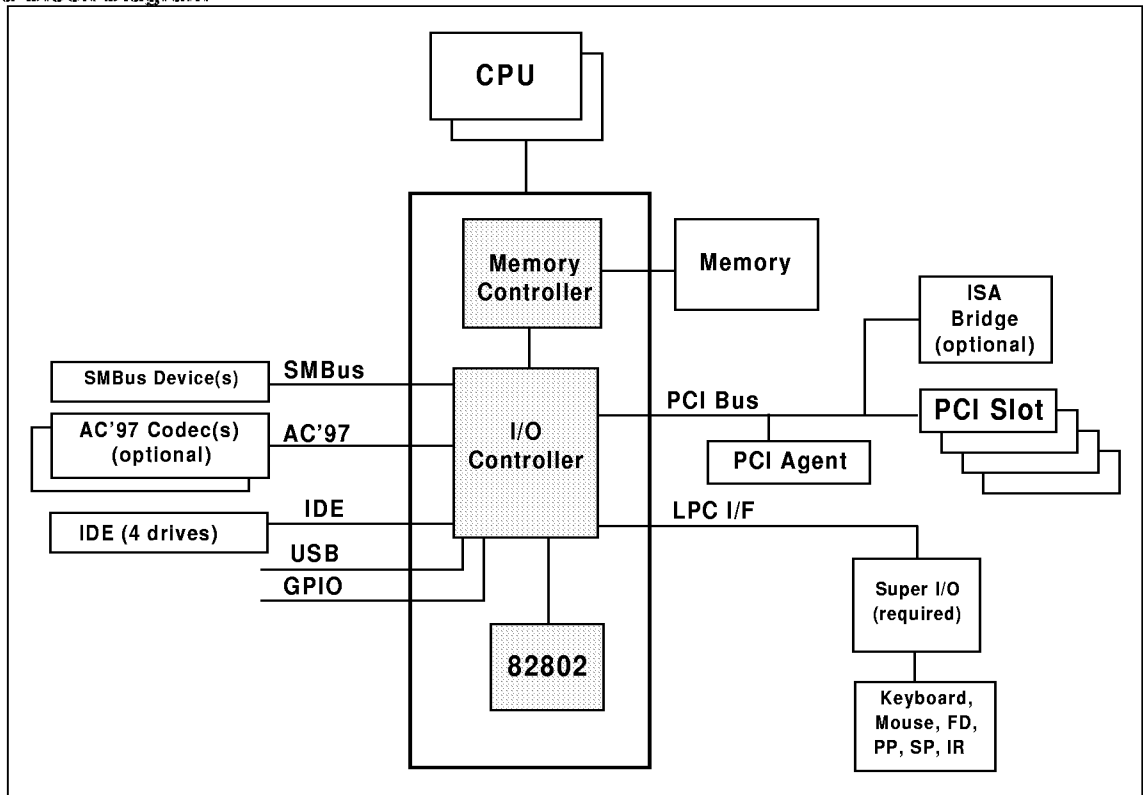 CPU
Memory
Controller
Memory
ISA
Bridge
(optional)
SMBus Device(s)
SMBus
AC'97 Codec(s)
(optional)
AC'97
I/O
Controller
PCI Bus
PCI Slot
PCI Agent
IDE (4 drives)
IDE
LPC I/F
USB
GPIO
Super I/O
(required)
82802
Keyboard,
Mouse, FD,
PP, SP, IR